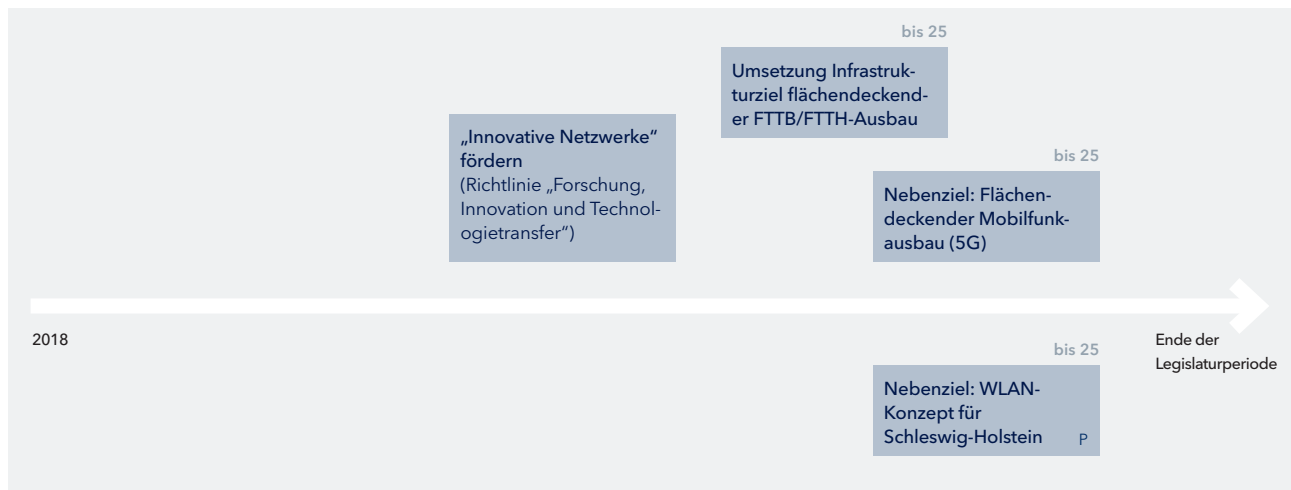 bis 25
Umsetzung Infrastruk-
turziel flächendeckend-
er FTTB/FTTH-Ausbau
„Innovative Netzwerke“
fördern
(Richtlinie „Forschung,
Innovation und Technol-
ogietransfer“)
bis 25
Nebenziel: Flächen-
deckender Mobilfunk-
ausbau (5G)
2018
Ende der
Legislaturperiode
bis 25
Nebenziel: WLAN-
Konzept für
Schleswig-Holstein P